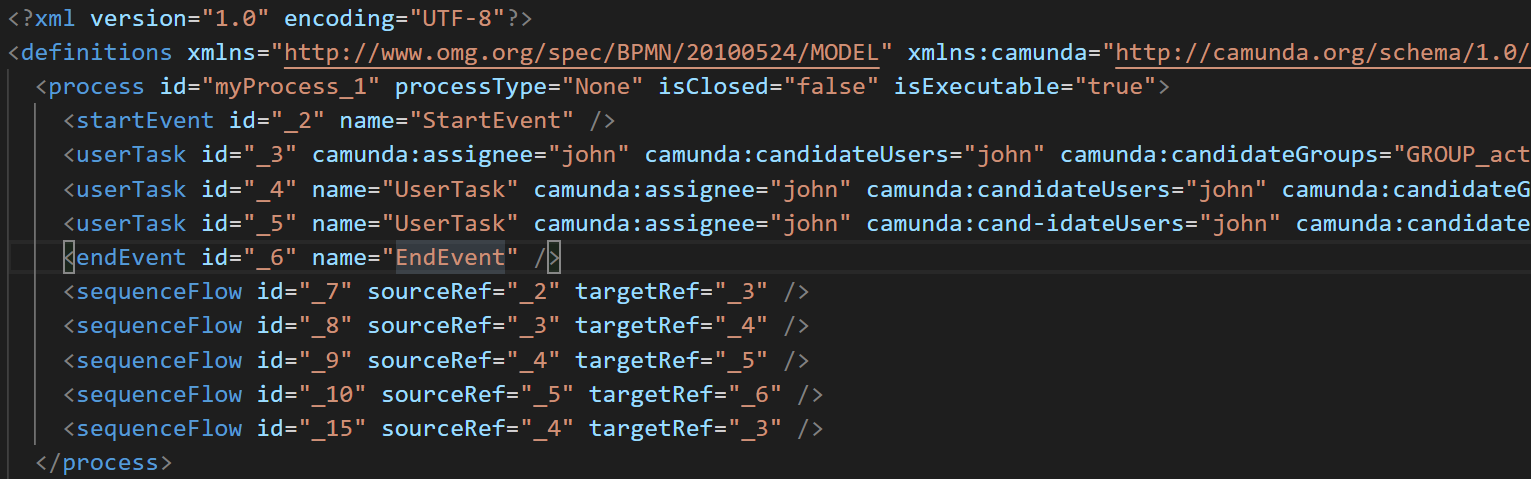 <?xml version="1.0" encoding="UTF-8"?>
<definitions xmlns="http://www.omg.org/spec/BPMN/20100524/MODEL" xmlns:camunda="http://camunda.org/schema/1.0/
<process id="myProcess_1" processType="None" isClosed="false" isExecutable="true">
<startEvent id="_2" name="StartEvent" />
<userTask id="_3" camunda:assignee="john" camunda:candidateUsers="john" camunda:candidateGroups="GROUP_act
<userTask id="_4" name="UserTask" camunda:assignee="john" camunda:candidateUsers="john" camunda:candidateG
<userTask id="_5" name="UserTask" camunda:assignee="john" camunda:cand-idateUsers="john" camunda:candidate
<endEvent id="_6" name="EndEvent" />
<sequenceFlow id="_7" sourceRef="_2" targetRef="_3" />
<sequenceFlow id="_8" sourceRef="_3" targetRef="_4" />
<sequenceFlow id="_9" sourceRef="_4" targetRef="_5" />
<sequenceFlow id="_10" sourceRef="_5" targetRef="_6" />
<sequenceFlow id="_15" sourceRef="_4" targetRef="_3" />
</process>